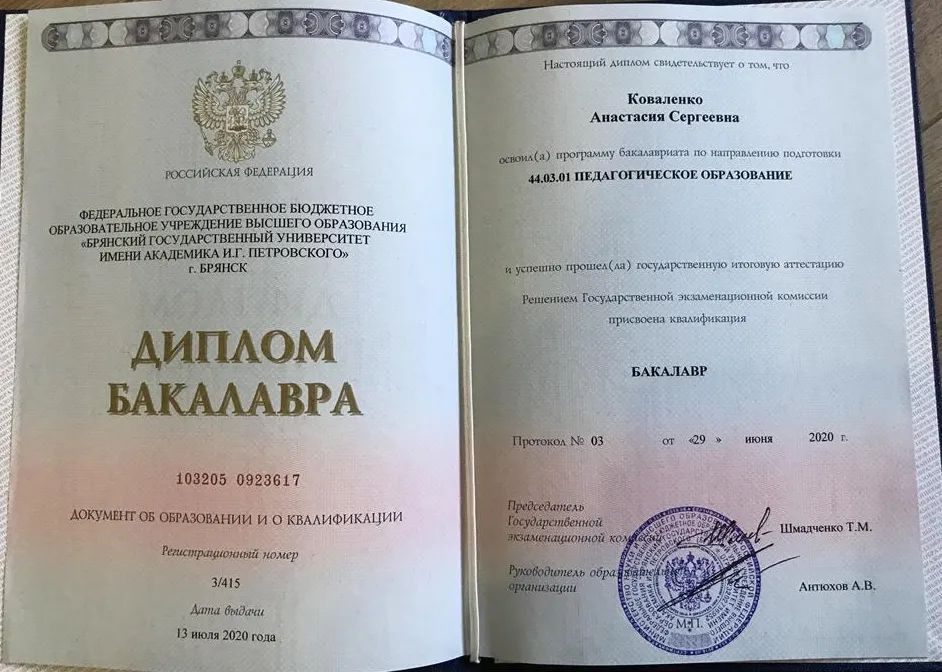 РОССИЙСКАЯ ФЕДЕРАЦИЯ
ФЕДЕРАЛЬНОЕ ГОСУДАРСТВЕННОЕ БЮДЖЕТНОЕ
ОБРАЗОВАТЕЛЬНОЕ УЧРЕЖДЕНИЕ ВЫСШЕГО ОБРАЗОВАНИЯ
«БРЯНСКИЙ ГОСУДАРСТВЕННЫЙ УНИВЕРСИТЕТ
ИМЕНИ АКАДЕМИКА И.Г. ПЕТРОВСКОГО»
г. БРЯНСК
ДИПЛОМ
БАКАЛАВРА
103205 0923617
ДОКУМЕНТ ОБ ОБРАЗОВАНИИ И О КВАЛИФИКАЦИИ
Регистрационный номер
3/415
Дата выдачи
13 июля 2020 года
Настоящий диплом свидетельствует о том, что
Коваленко
Анастасия Сергеевна
освоил(а) программу бакалавриата по направлению подготовки
44.03.01 ПЕДАГОГИЧЕСКОЕ ОБРАЗОВАНИЕ
и успешно прошел(ла) государственную итоговую аттестацию
Решением Государственной экзаменационной комиссии
присвоена квалификация
БАКАЛАВР
Протокол № 03 от «29 » июня 2020 г.
Председатель
Государственной
экзаменационной комиссии Шмадченко Т.М.
Руководитель образовательной
организации Антюхов А.В.
М.П.